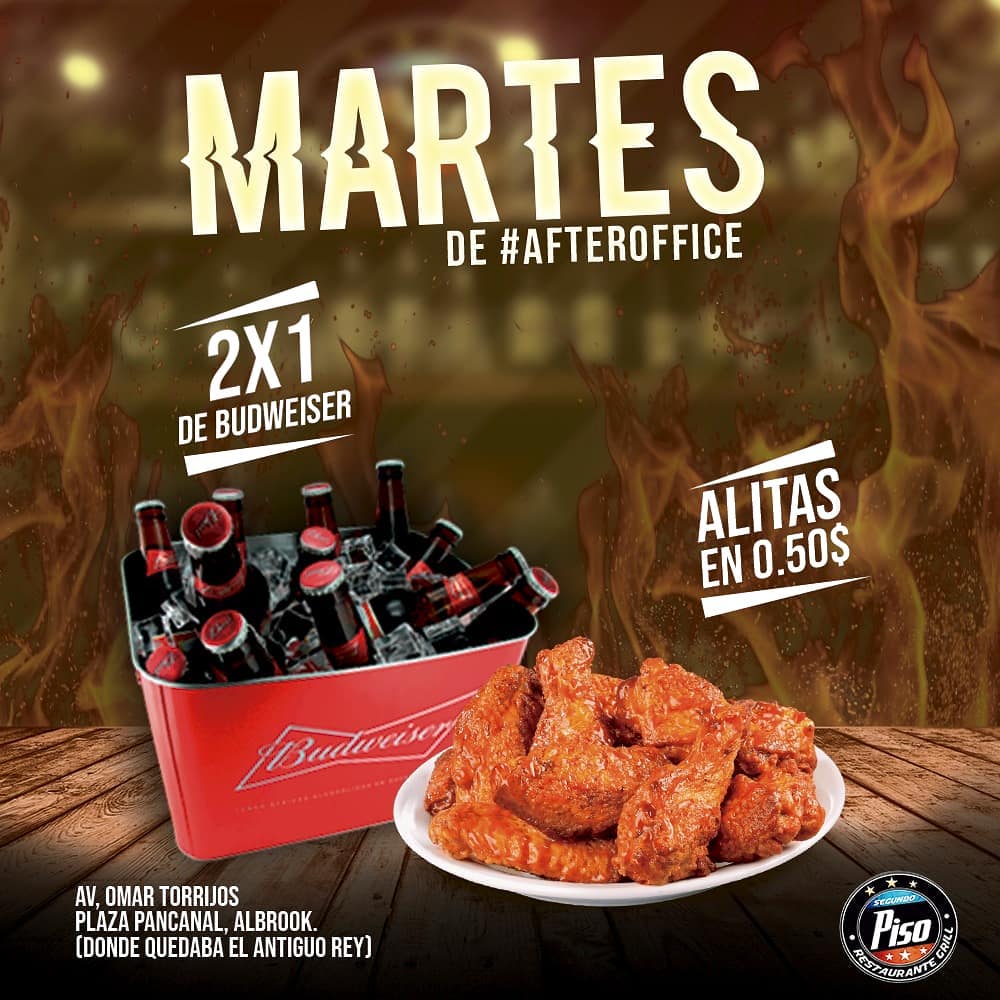 MARTES
DE #AFTEROFFICE
2X1
DE BUDWEISER
ALITAS
EN 0.50$
Budweiser
AV, OMAR TORRIJOS
PLAZA PANCANAL, ALBROOK.
(DONDE QUEDABA EL ANTIGUO REY)
SEGUNDO
Piso
RESTAURANTE GRILL